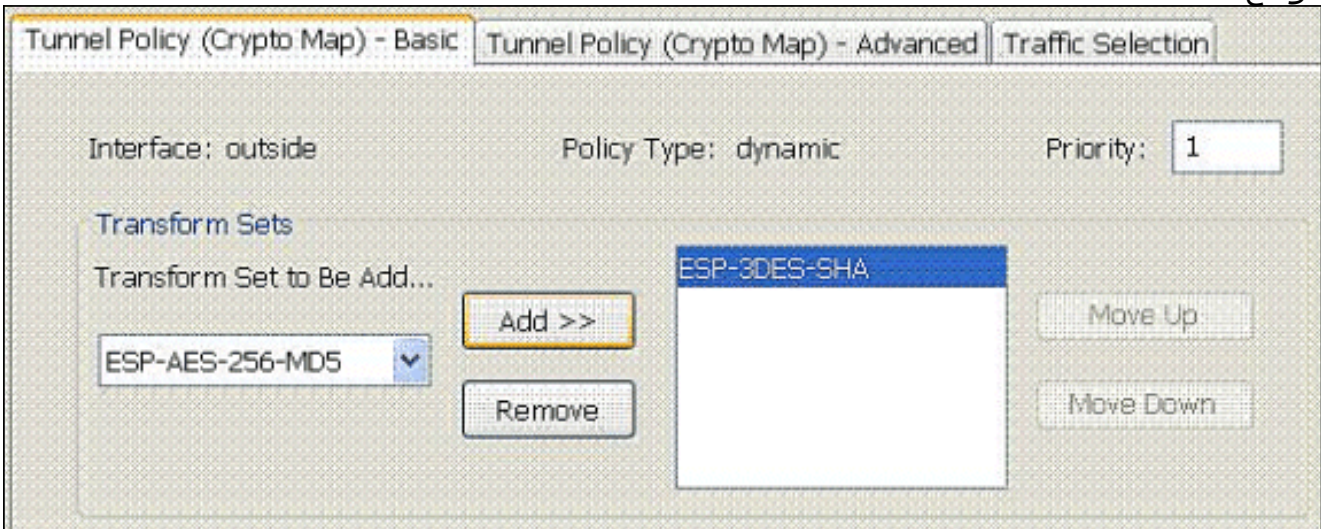 Tunnel Policy (Crypto Map) - Basic Tunnel Policy (Crypto Map) - Advanced Traffic Selection
Interface: outside Policy Type: dynamic Priority: 1
Transform Sets
Transform Set to Be Add...
ESP-3DES-SHA
Add >> Move Up
ESP-AES-256-MD5
Remove Move Down